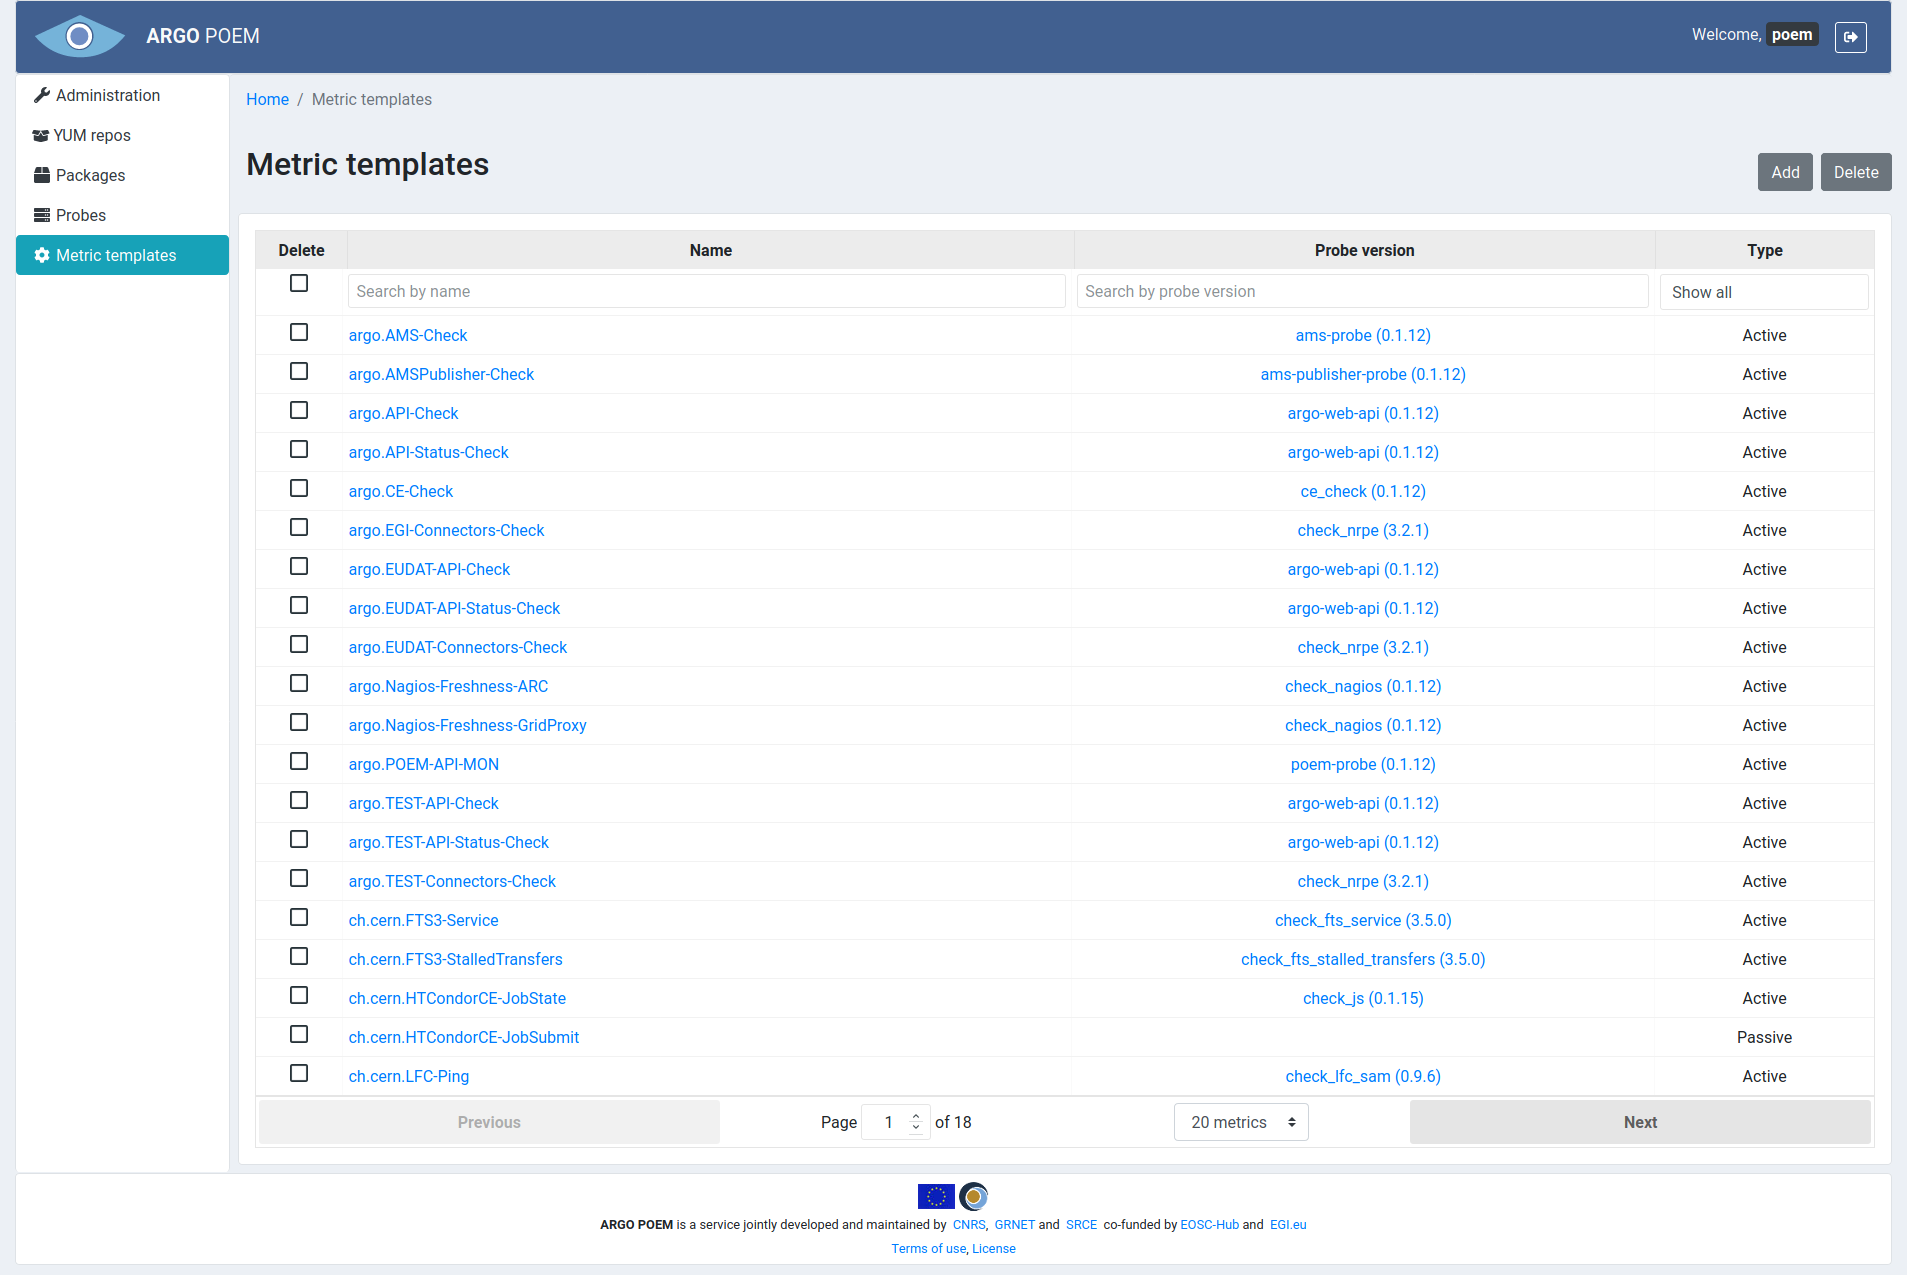 ARGO POEM
Welcome, poem
Administration
YUM repos
Packages
Probes
Metric templates
Home / Metric templates
Metric templates
Add Delete
Delete Name Probe version Type
Search by name Search by probe version Show all
argo.AMS-Check ams-probe (0.1.12) Active
argo.AMSPublisher-Check ams-publisher-probe (0.1.12) Active
argo.API-Check argo-web-api (0.1.12) Active
argo.API-Status-Check argo-web-api (0.1.12) Active
argo.CE-Check ce_check (0.1.12) Active
argo.EGI-Connectors-Check check_nrpe (3.2.1) Active
argo.EUDAT-API-Check argo-web-api (0.1.12) Active
argo.EUDAT-API-Status-Check argo-web-api (0.1.12) Active
argo.EUDAT-Connectors-Check check_nrpe (3.2.1) Active
argo.Nagios-Freshness-ARC check_nagios (0.1.12) Active
argo.Nagios-Freshness-GridProxy check_nagios (0.1.12) Active
argo.POEM-API-MON poem-probe (0.1.12) Active
argo.TEST-API-Check argo-web-api (0.1.12) Active
argo.TEST-API-Status-Check argo-web-api (0.1.12) Active
argo.TEST-Connectors-Check check_nrpe (3.2.1) Active
ch.cern.FTS3-Service check_fts_service (3.5.0) Active
ch.cern.FTS3-StalledTransfers check_fts_stalled_transfers (3.5.0) Active
ch.cern.HTCondorCE-JobState check_js (0.1.15) Active
ch.cern.HTCondorCE-JobSubmit Passive
ch.cern.LFC-Ping check_lfc_sam (0.9.6) Active
Previous Page 1 of 18 20 metrics Next
ARGO POEM is a service jointly developed and maintained by CNRS, GRNET and SRCE co-funded by EOSC-Hub and EGI.eu
Terms of use, License